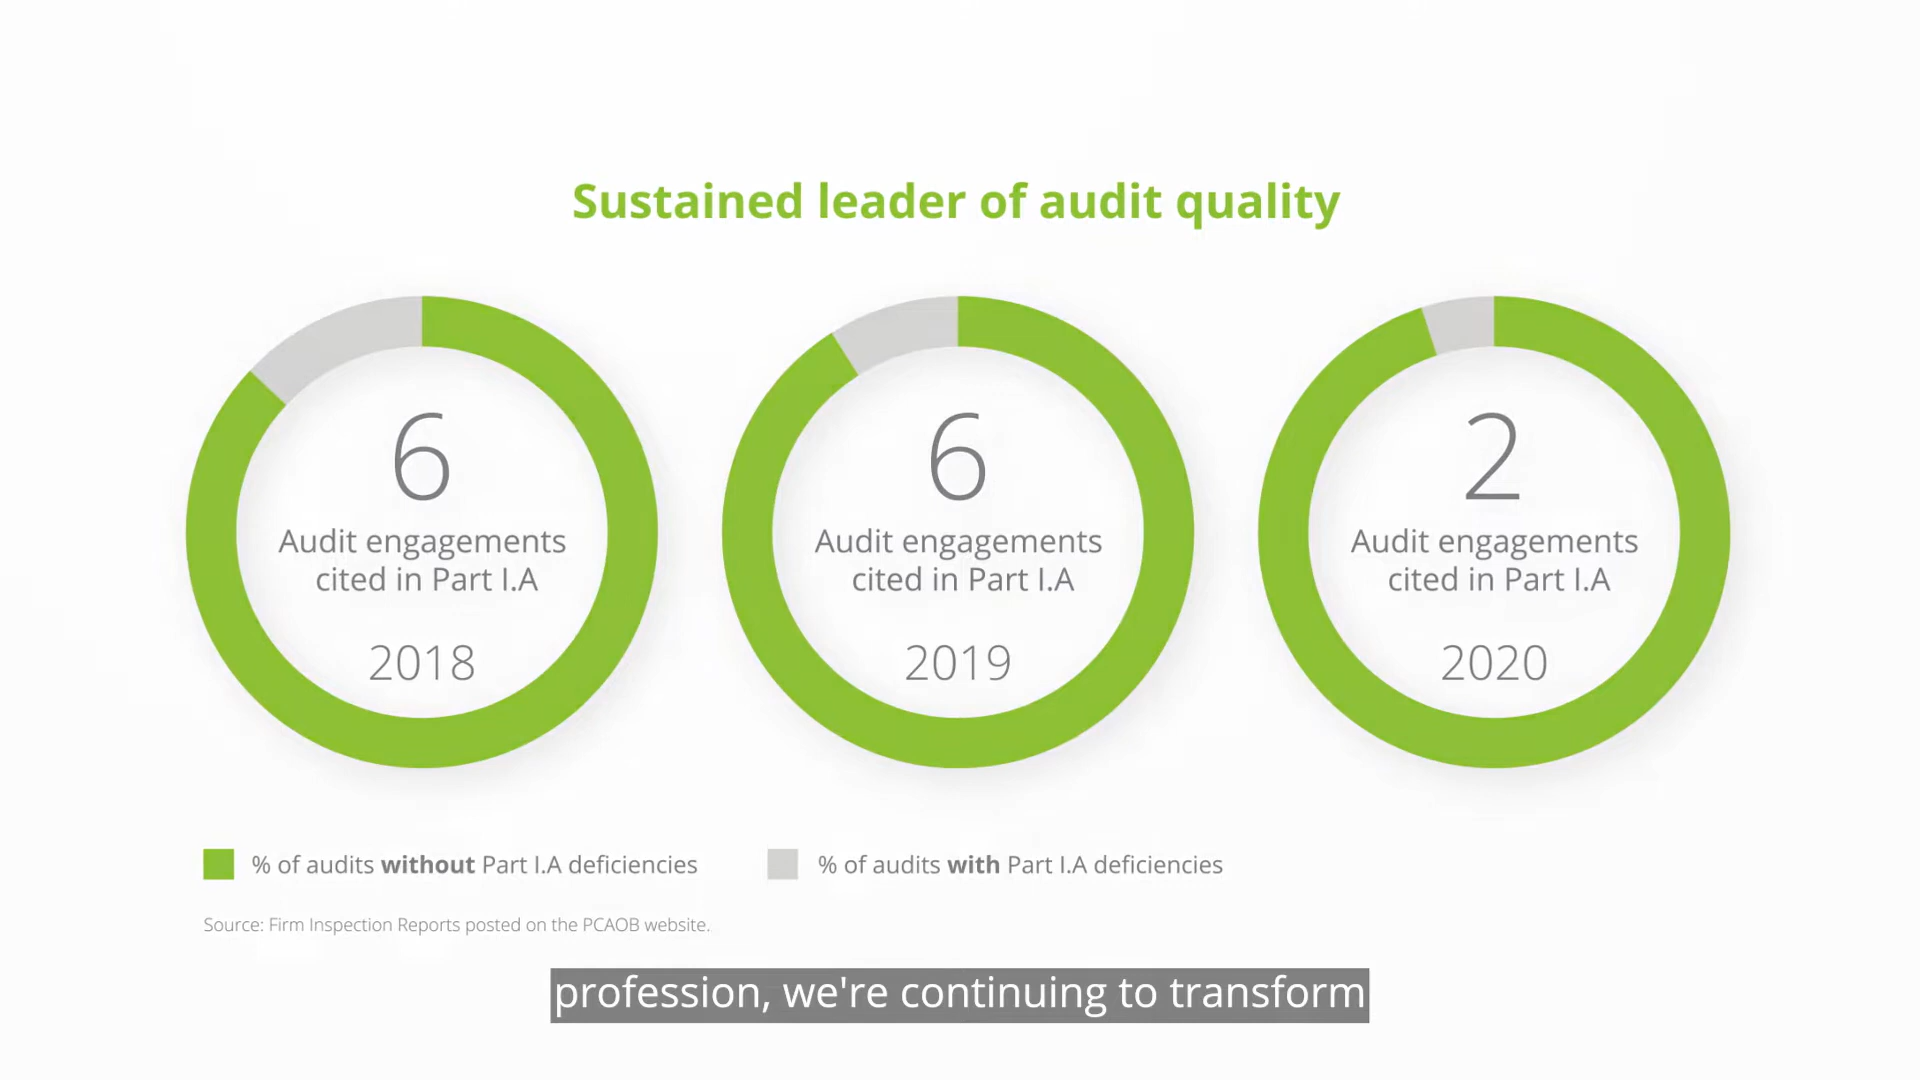 Sustained leader of audit quality
6
Audit engagements
cited in Part I.A
2018
6
Audit engagements
cited in Part I.A
2019
2
Audit engagements
cited in Part I.A
2020
% of audits without Part I.A deficiencies
% of audits with Part I.A deficiencies
Source: Firm Inspection Reports posted on the PCAOB website.
profession, we're continuing to transform